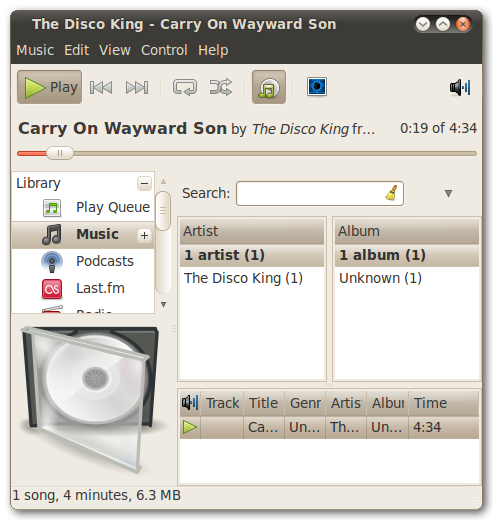 The Disco King - Carry On Wayward Son
Music Edit View Control Help
Play
Carry On Wayward Son by The Disco King fr... 0:19 of 4:34
Library
Play Queue
Music
Podcasts
Last.fm
Radio
Search:
Artist
1 artist (1)
The Disco King (1)
Album
1 album (1)
Unknown (1)
Track Title Genr Artis Albur Time
Ca... Un... Th... Un... 4:34
1 song, 4 minutes, 6.3 MB